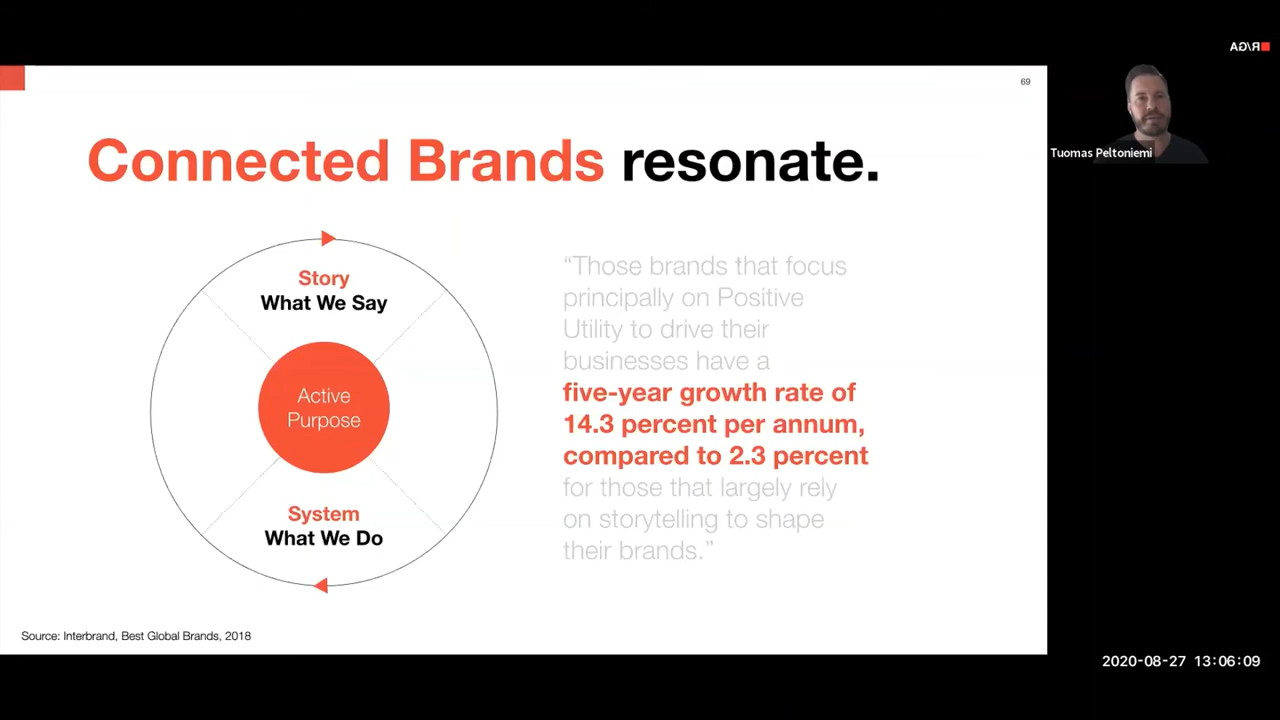 R/GA
69
Tuomas Peltoniemi
Connected Brands resonate.
Story
What We Say
Active
Purpose
System
What We Do
“Those brands that focus
principally on Positive
Utility to drive their
businesses have a
five-year growth rate of
14.3 percent per annum,
compared to 2.3 percent
for those that largely rely
on storytelling to shape
their brands.”
Source: Interbrand, Best Global Brands, 2018
2020-08-27 13:06:09